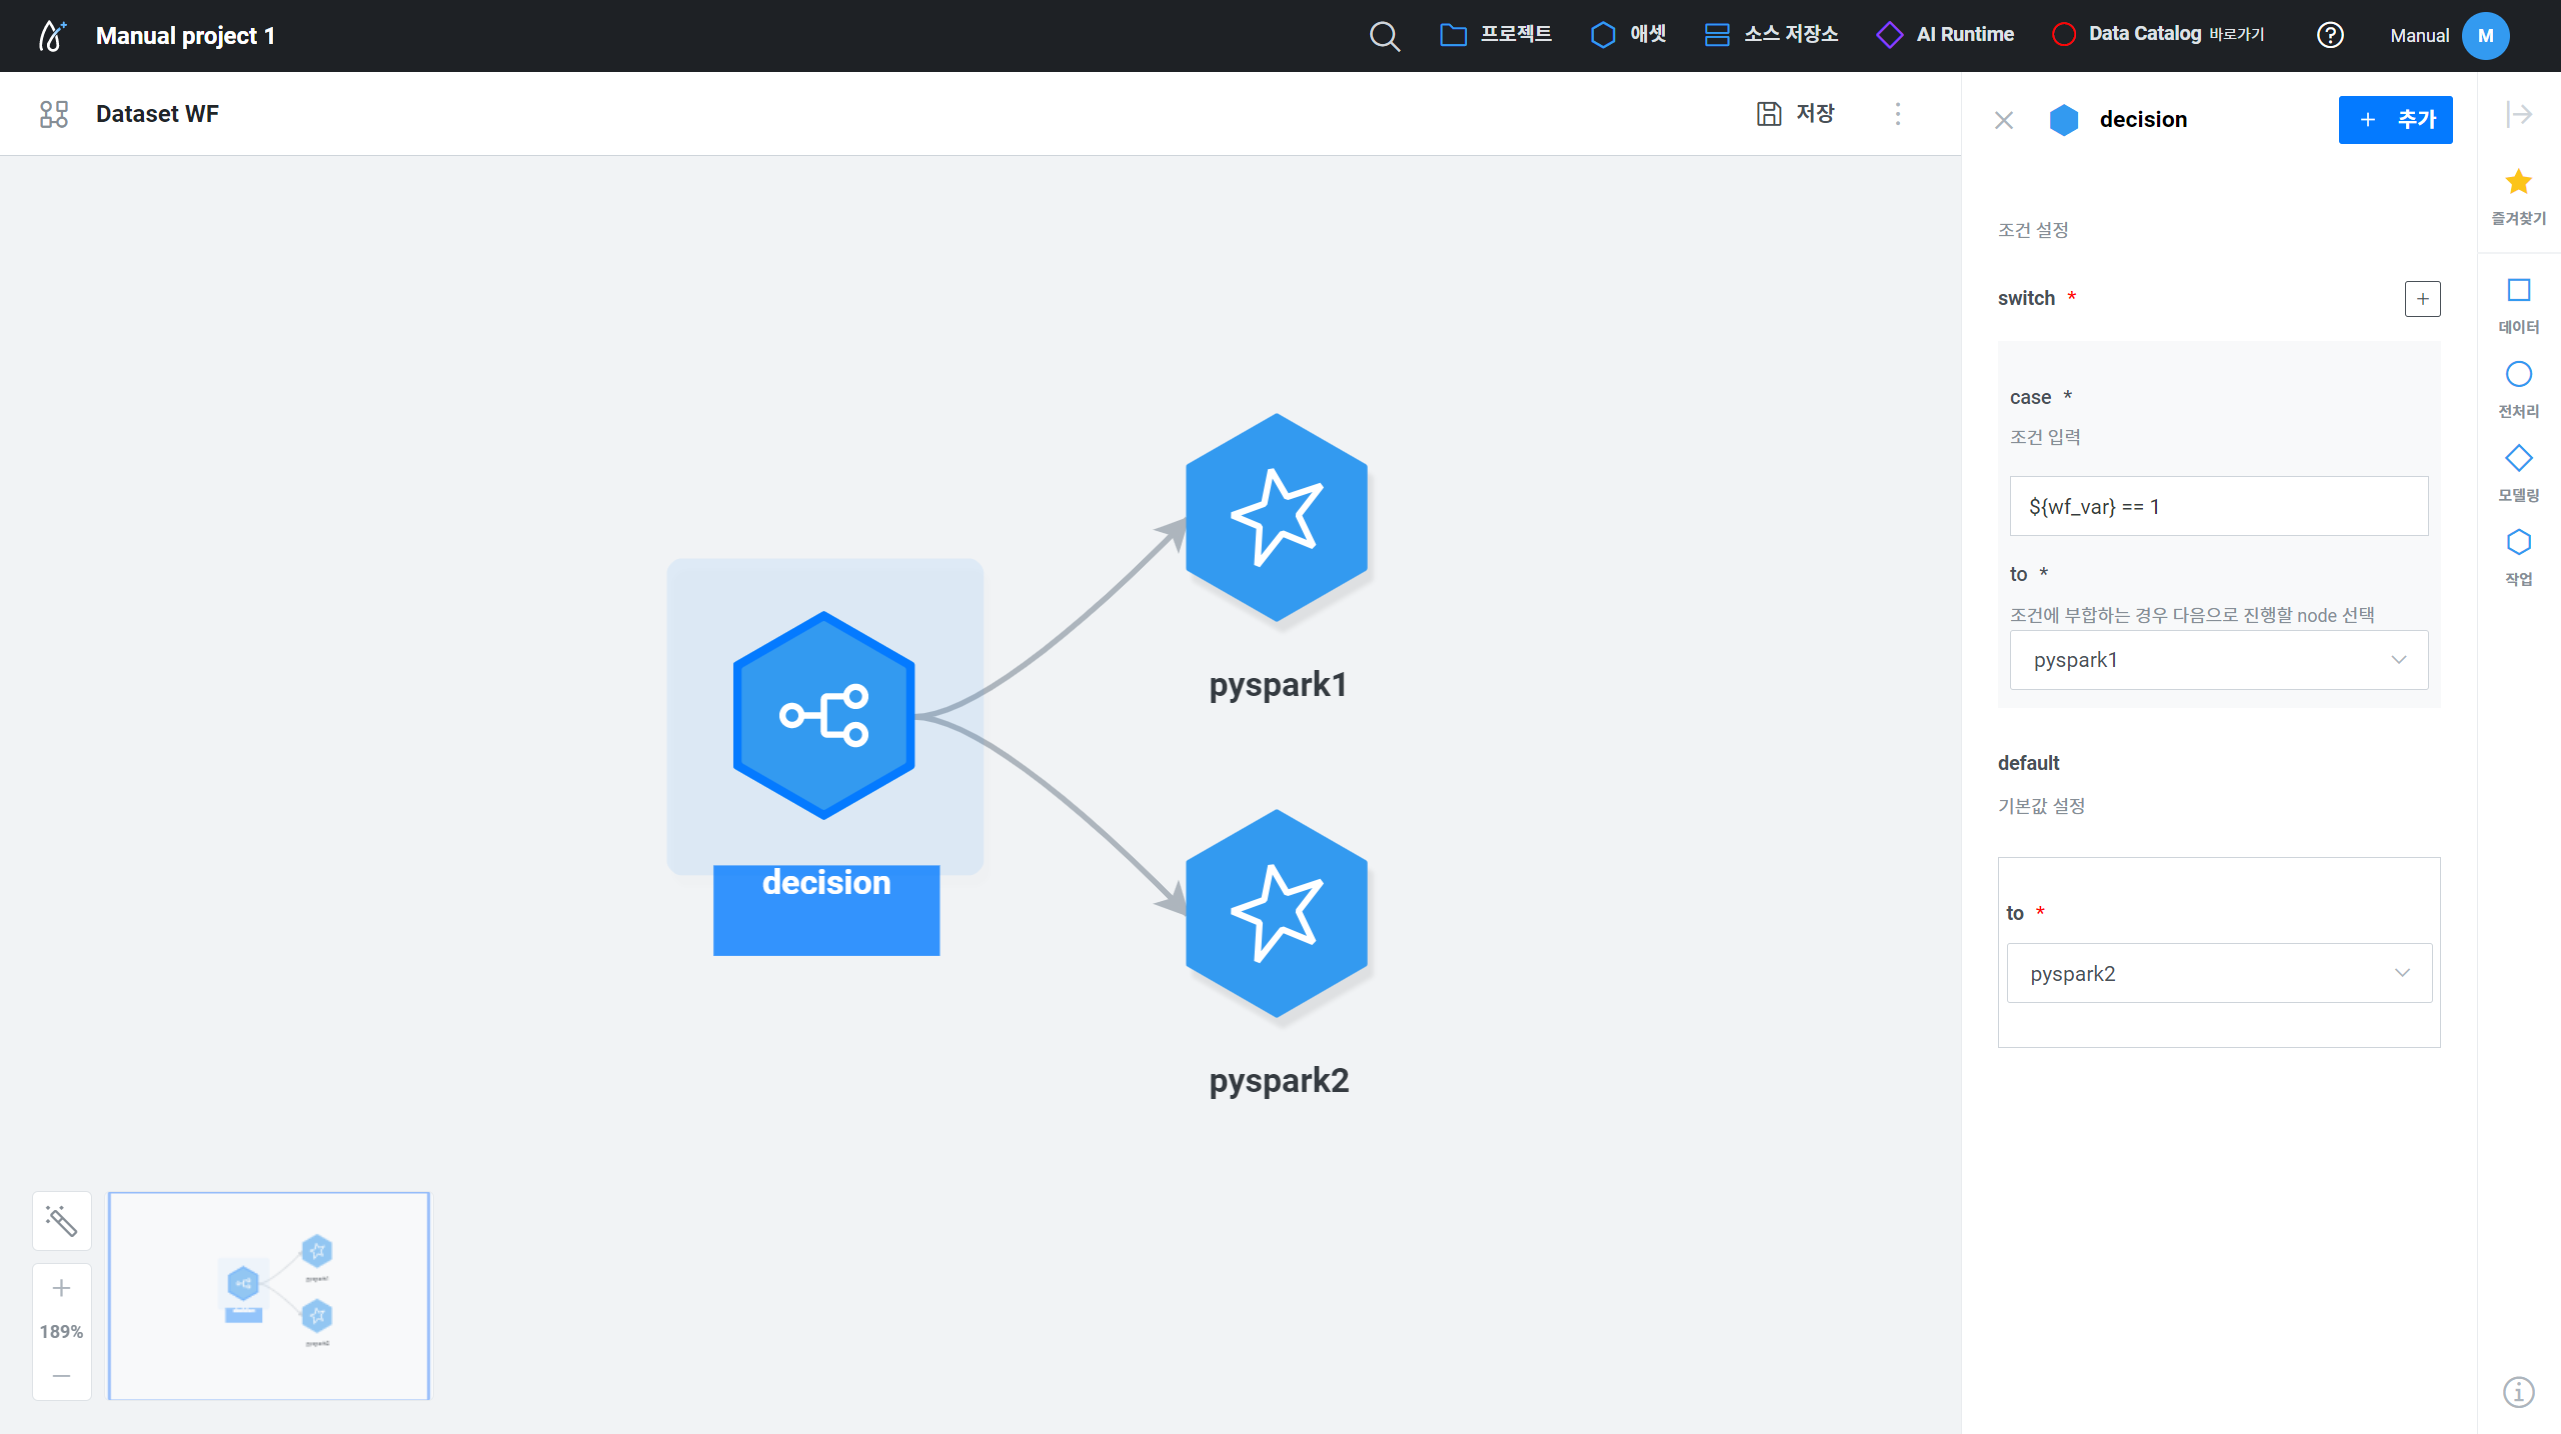 Manual project 1
프로젝트
애셋
소스 저장소
AI Runtime
Data Catalog 바로가기
Manual
M
Dataset WF
저장
decision
추가
즐겨찾기
조건 설정
switch *
데이터
전처리
모델링
작업
case *
조건 입력
${wf_var} == 1
to *
조건에 부합하는 경우 다음으로 진행할 node 선택
pyspark1
default
기본값 설정
to *
pyspark2
pyspark1
decision
pyspark2
189%